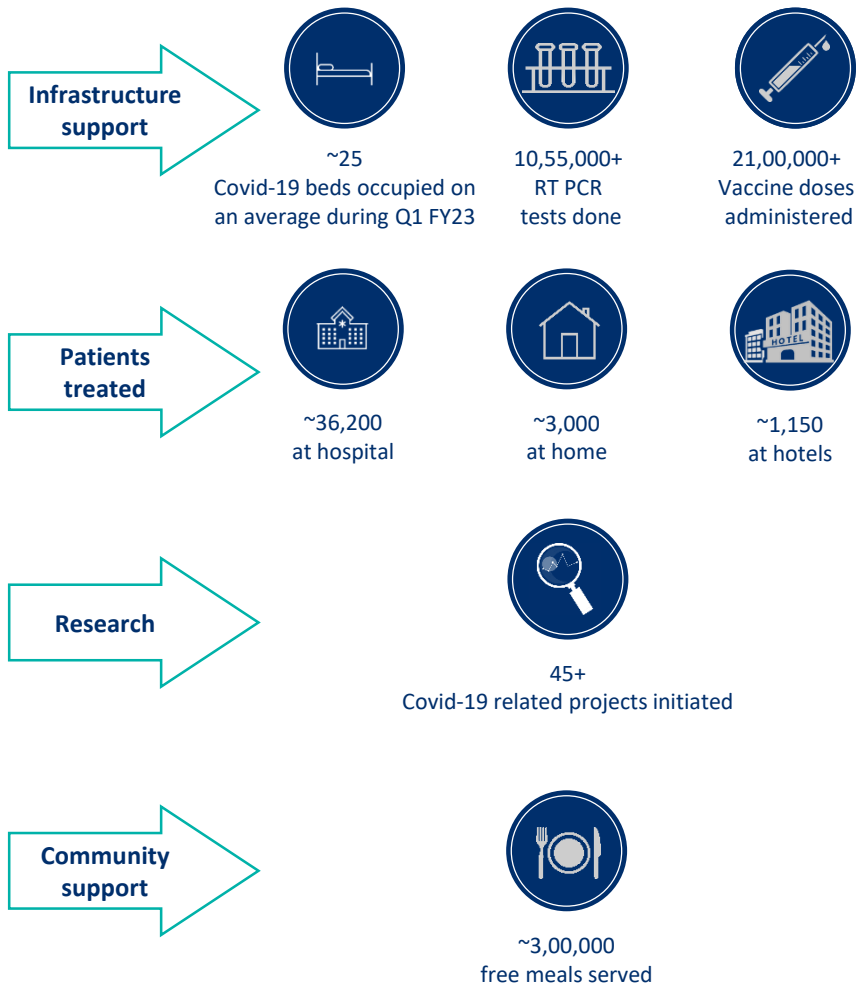 Infrastructure
support
~25
Covid-19 beds occupied on
an average during Q1 FY23
10,55,000+
RT PCR
tests done
21,00,000+
Vaccine doses
administered
Patients
treated
~36,200
at hospital
~3,000
at home
HOTEL
~1,150
at hotels
Research
45+
Covid-19 related projects initiated
Community
support
~3,00,000
free meals served